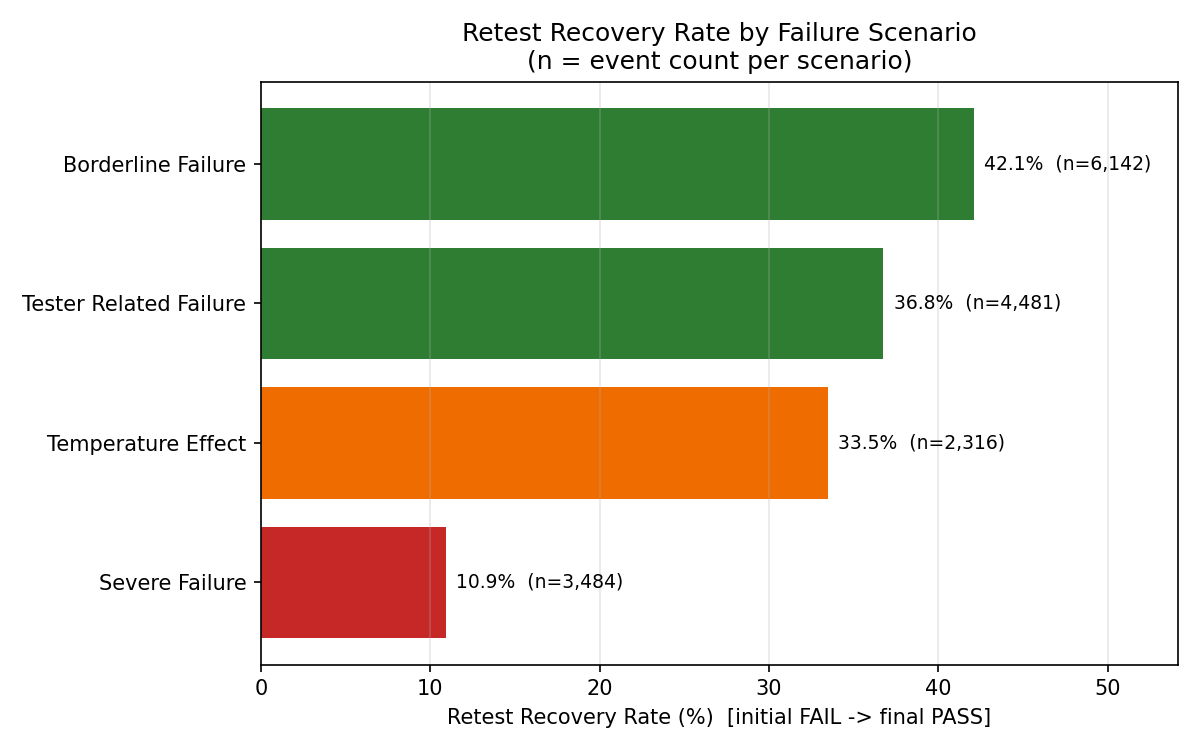 Retest Recovery Rate by Failure Scenario
(n = event count per scenario)
Borderline Failure
42.1%  (n=6,142)
Tester Related Failure
36.8%  (n=4,481)
Temperature Effect
33.5%  (n=2,316)
Severe Failure
10.9%  (n=3,484)
0 10 20 30 40 50
Retest Recovery Rate (%)  [initial FAIL -> final PASS]